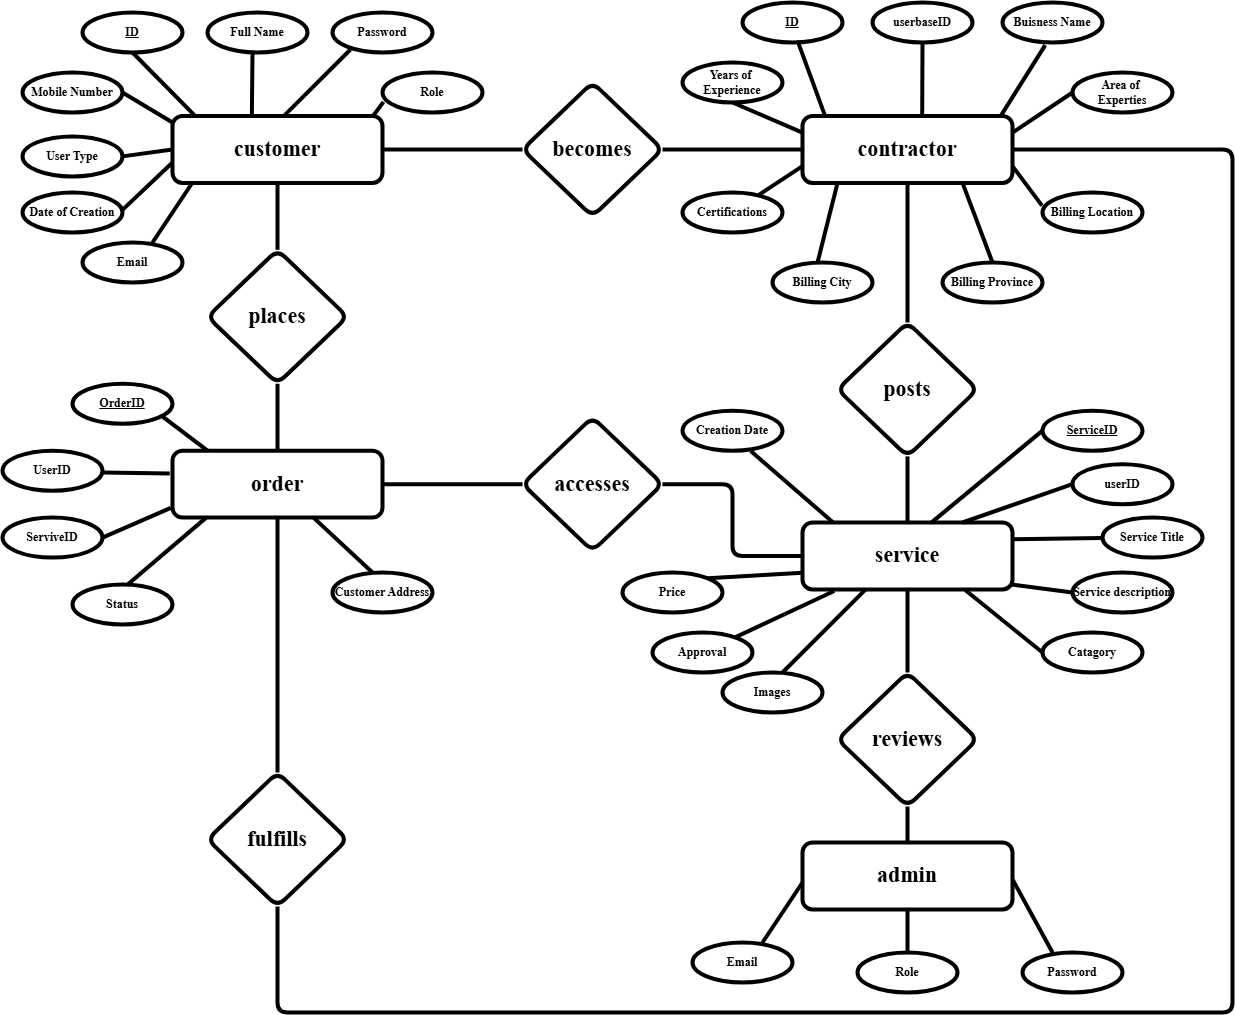 ID
Full Name
Password
Mobile Number
Role
User Type
customer
Date of Creation
Email
becomes
ID
userbaseID
Buisness Name
Years of
Experience
Area of
Experties
contractor
Certifications
Billing Location
Billing City
Billing Province
places
posts
OrderID
UserID
order
ServiveID
Status
Customer Address
accesses
Creation Date
ServiceID
userID
Service Title
service
Price
Service description
Approval
Catagory
Images
reviews
fulfills
admin
Email
Role
Password